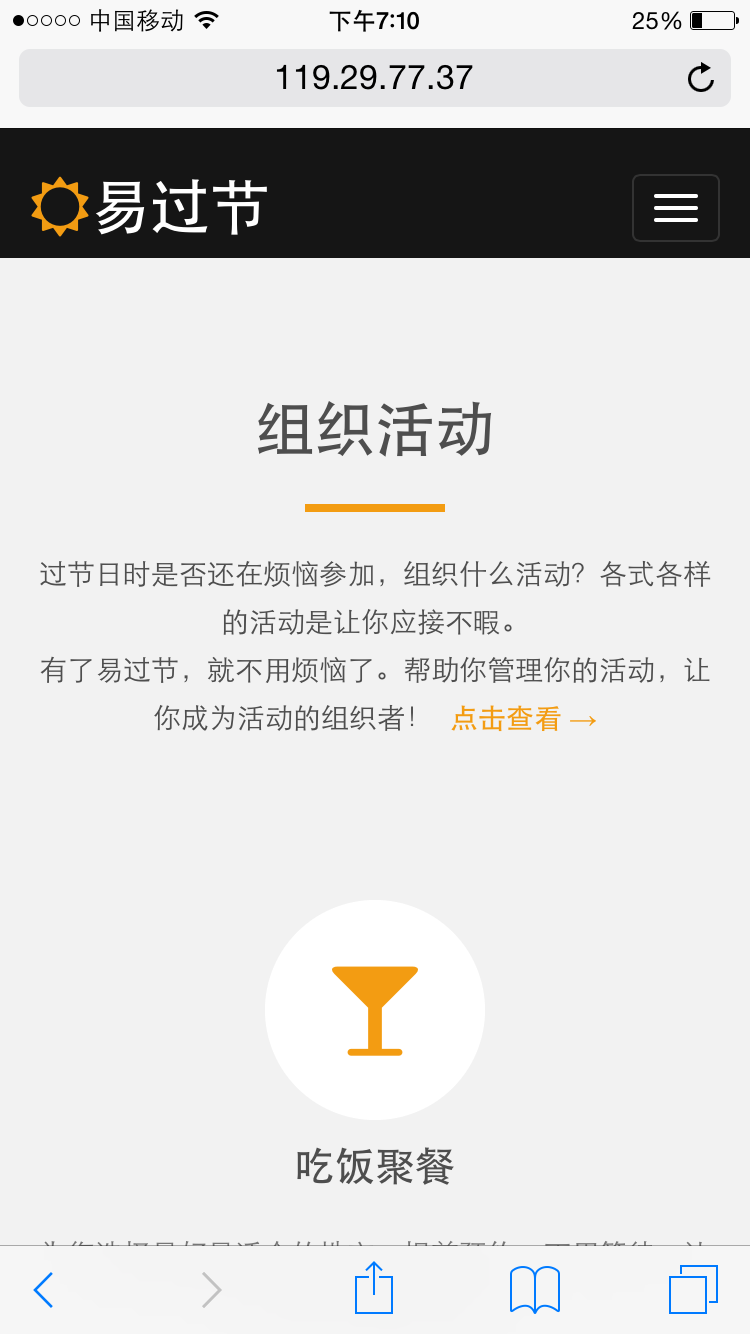 中国移动 下午7:10 25%
119.29.77.37
易过节
组织活动
过节日时是否还在烦恼参加，组织什么活动？各式各样
的活动是让你应接不暇。
有了易过节，就不用烦恼了。帮助你管理你的活动，让
你成为活动的组织者！ 点击查看→
吃饭聚餐